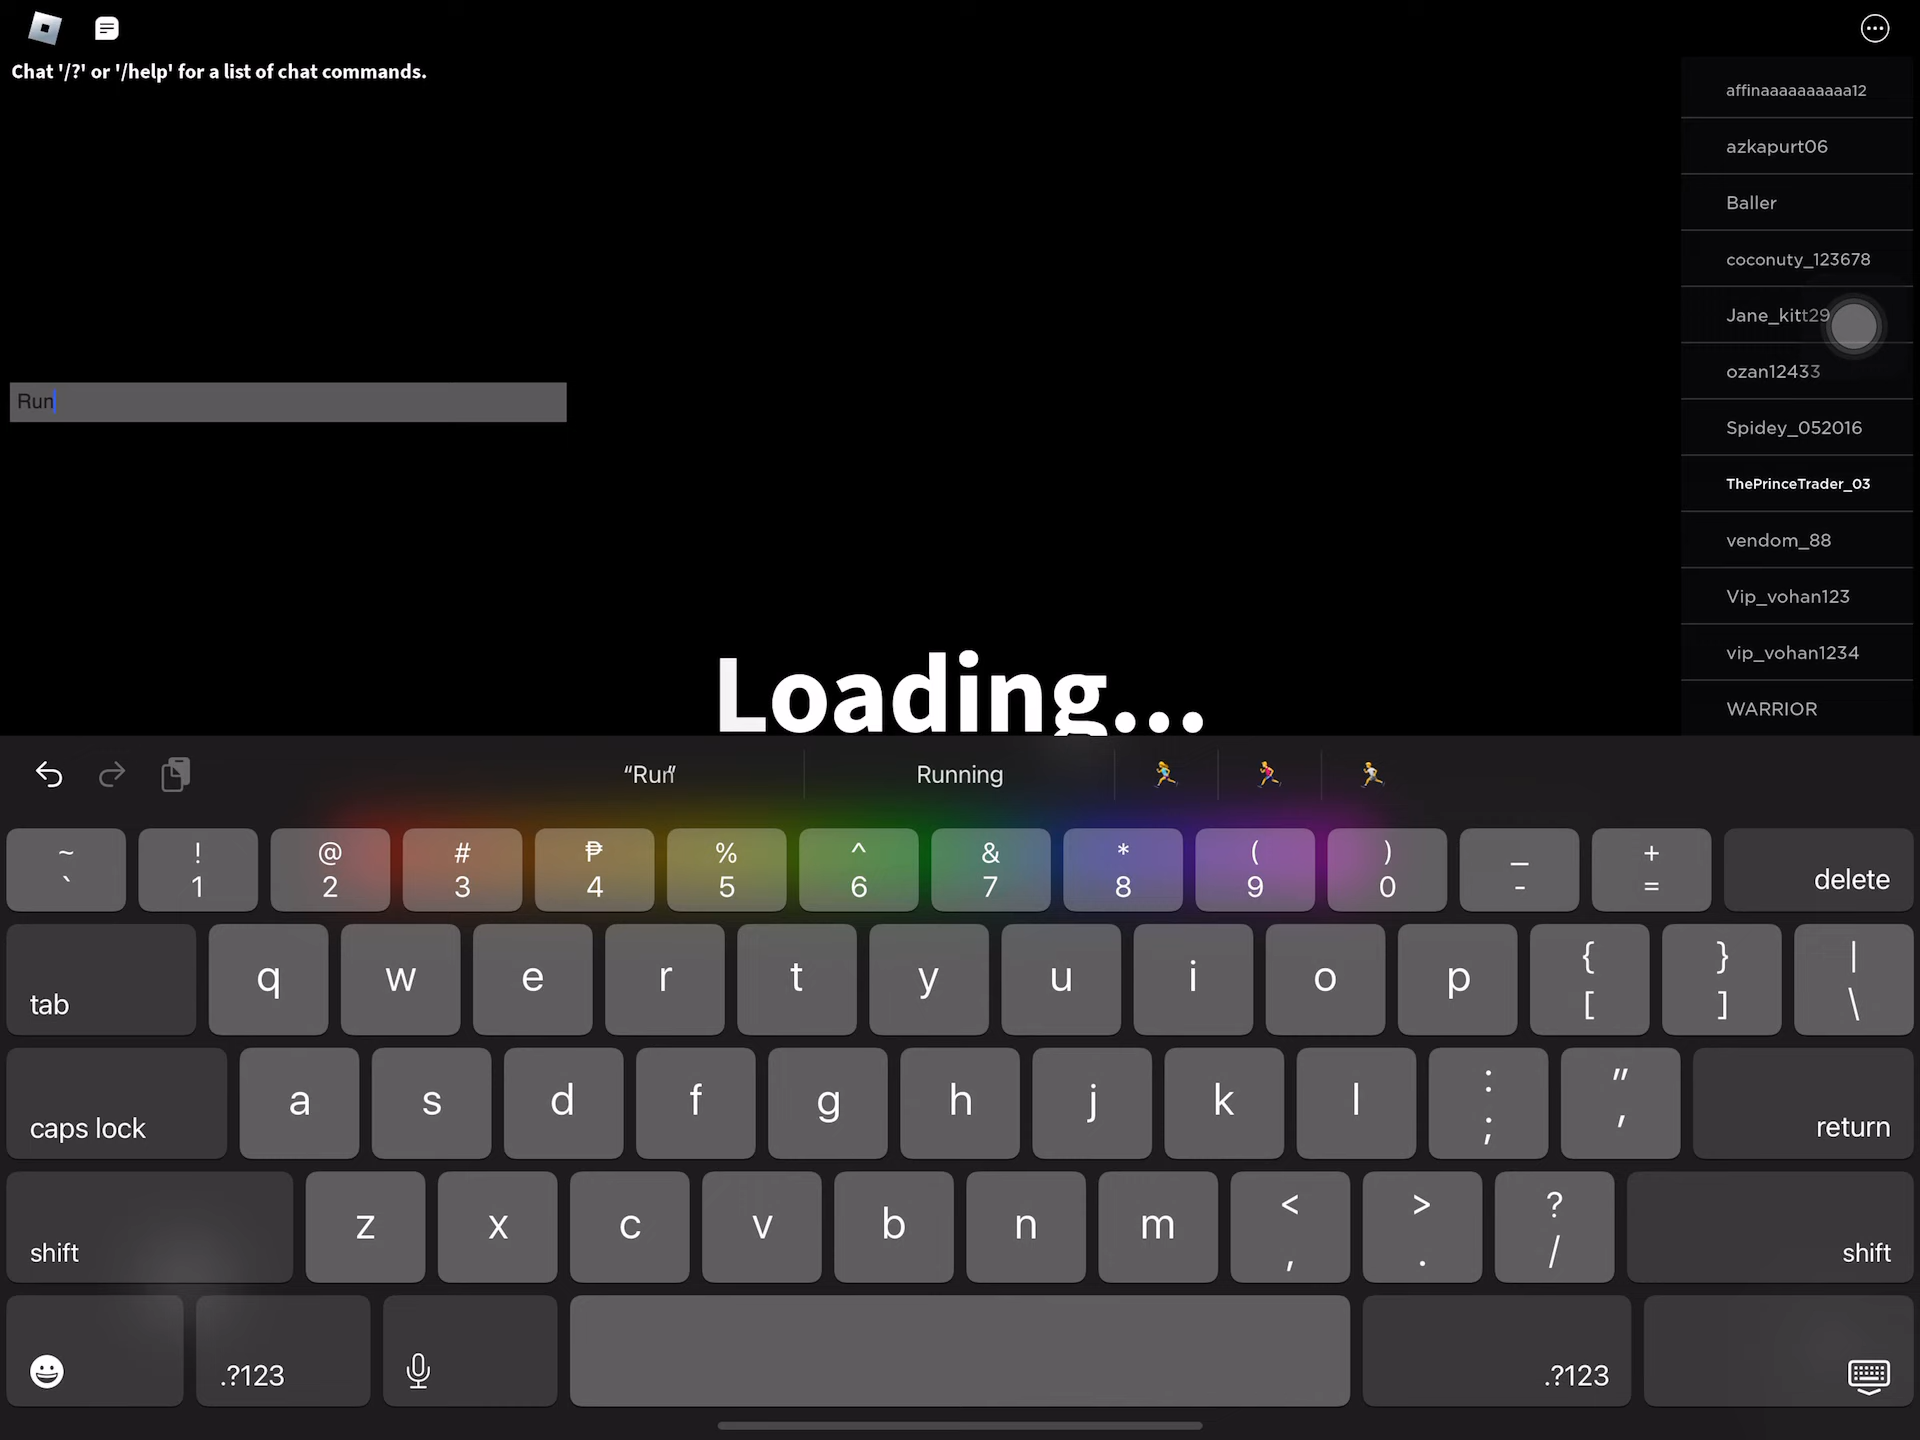 Chat '/?' or '/help' for a list of chat commands.
affinaaaaaaaaaa12
azkapurt06
Baller
coconuty_123678
Jane_kitt29
ozan12433
Spidey_052016
ThePrinceTrader_03
vendom_88
Vip_vohan123
vip_vohan1234
WARRIOR
Run
Loading...
“Run” Running
~ ! @ # ₱ % ^ & * ( ) _ +
` 1 2 3 4 5 6 7 8 9 0 - = delete
tab q w e r t y u i o p { [ } ] | \
caps lock a s d f g h j k l : ; " ' return
shift z x c v b n m < , > . ? / shift
.?123 .?123